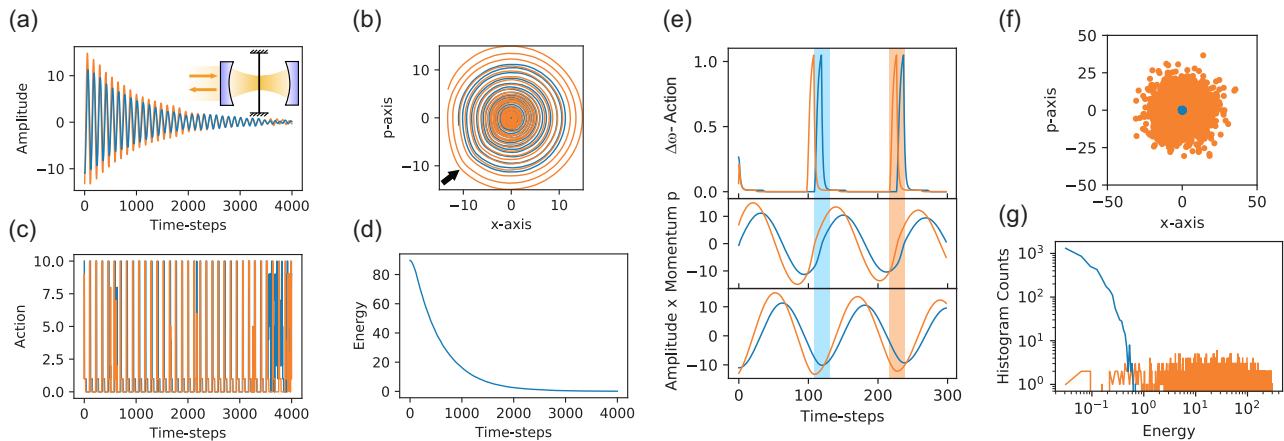 (a)
Amplitude
10
0
−10
0
1000
2000
3000
4000
Time-steps
(b)
p-axis
10
0
−10
−10
0
10
x-axis
(c)
Action
10.0
7.5
5.0
2.5
0.0
0
1000
2000
3000
4000
Time-steps
(d)
Energy
80
60
40
20
0
0
2000
4000
Time-steps
(e)
Δω- Action
1.0
0.5
0.0
Momentum p
10
0
−10
Amplitude x
10
0
−10
0
100
200
300
Time-steps
(f)
p-axis
50
25
0
−25
−50
−50
0
50
x-axis
(g)
Histogram Counts
10³
10²
10¹
10⁰
10⁻¹
10⁰
10¹
10²
Energy